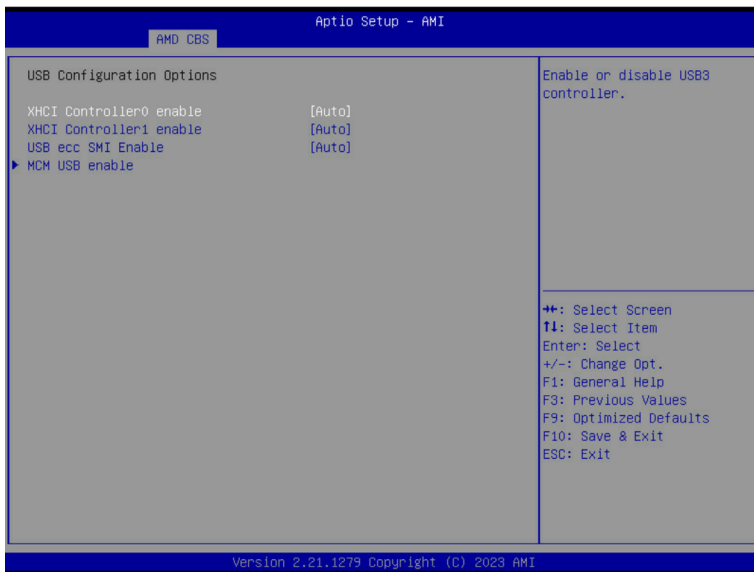 Aptio Setup – AMI
AMD CBS
USB Configuration Options
XHCI Controller0 enable [Auto]
XHCI Controller1 enable [Auto]
USB ecc SMI Enable [Auto]
MCM USB enable
Enable or disable USB3
controller.
→←: Select Screen
↑↓: Select Item
Enter: Select
+/-: Change Opt.
F1: General Help
F3: Previous Values
F9: Optimized Defaults
F10: Save & Exit
ESC: Exit
Version 2.21.1279 Copyright (C) 2023 AMI